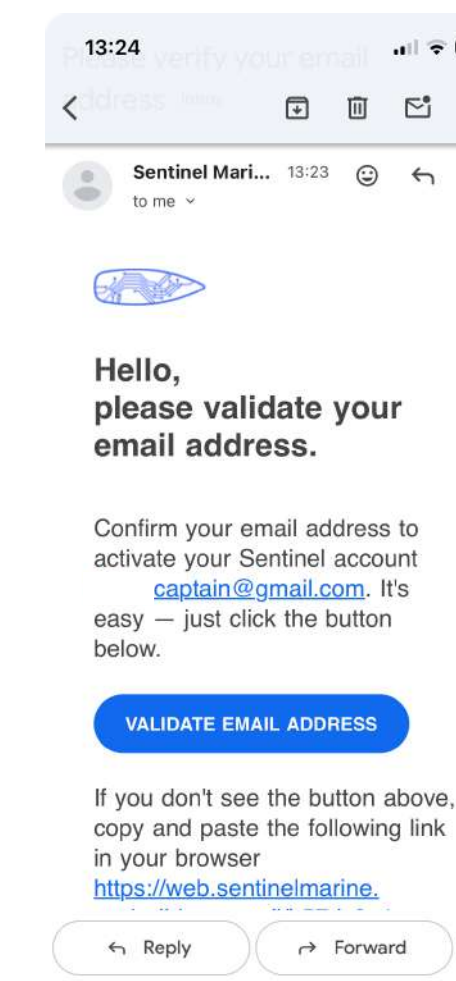 13:24
Please verify your email
address
Sentinel Mari... 13:23
to me
Hello,
please validate your
email address.
Confirm your email address to
activate your Sentinel account
captain@gmail.com. It's
easy — just click the button
below.
VALIDATE EMAIL ADDRESS
If you don't see the button above,
copy and paste the following link
in your browser
https://web.sentinelmarine.
Reply
Forward